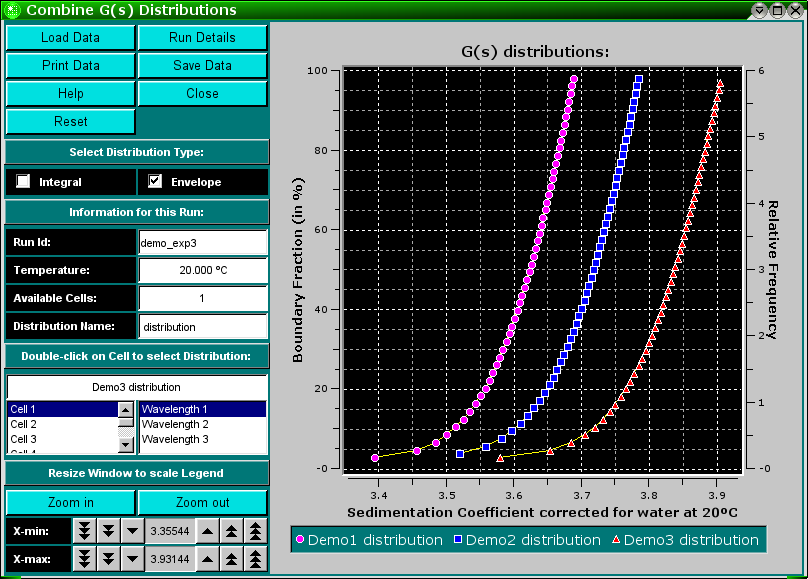 Combine G(s) Distributions
Load Data
Run Details
Print Data
Save Data
Help
Close
Reset
Select Distribution Type:
Integral
Envelope
Information for this Run:
Run Id:
demo_exp3
Temperature:
20.000 ºC
Available Cells:
1
Distribution Name:
distribution
Double-click on Cell to select Distribution:
Demo3 distribution
Cell 1
Cell 2
Cell 3
Cell 4
Wavelength 1
Wavelength 2
Wavelength 3
Resize Window to scale Legend
Zoom in
Zoom out
X-min:
3.35544
X-max:
3.93144
G(s) distributions:
Boundary Fraction (in %)
100
80
60
40
20
-0
Relative Frequency
6
5
4
3
2
1
-0
3.4
3.5
3.6
3.7
3.8
3.9
Sedimentation Coefficient corrected for water at 20ºC
Demo1 distribution
Demo2 distribution
Demo3 distribution